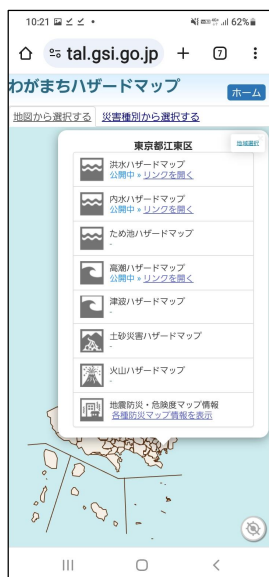 10:21 62%
tal.gsi.go.jp 7
わがまちハザードマップ ホーム
地図から選択する 災害種別から選択する
東京都江東区 地域選択
洪水ハザードマップ
公開中 » リンクを開く
内水ハザードマップ
公開中 » リンクを開く
ため池ハザードマップ
-
高潮ハザードマップ
公開中 » リンクを開く
津波ハザードマップ
-
土砂災害ハザードマップ
-
火山ハザードマップ
-
地震防災・危険度マップ情報
各種防災マップ情報を表示